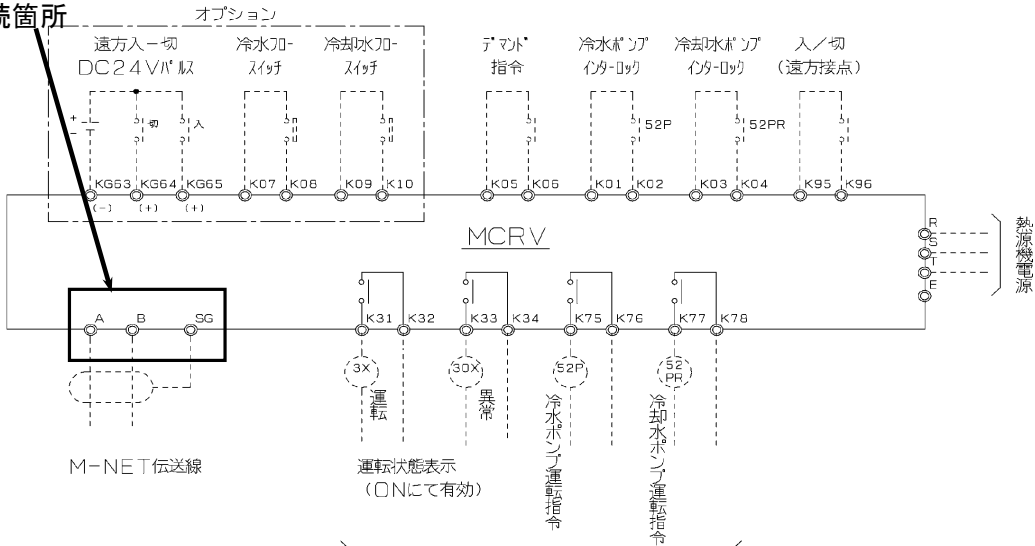 続箇所
オプション
遠方入ー切
DC24Vパルス
冷水フロー
スイッチ
冷却水フロー
スイッチ
デマンド
指令
冷水ポンプ
インターロック
冷却水ポンプ
インターロック
入/切
(遠方接点)
+
-
切
入
52P
52PR
KG63 KG64 KG65 K07 K08 K09 K10 K05 K06 K01 K02 K03 K04 K95 K96
(-) (+) (+)
MCRV
R
S
T
E
熱源機電源
A B SG K31 K32 K33 K34 K75 K76 K77 K78
3X
30X
52P
52
PR
運転
異常
冷水ポンプ運転指令
冷却水ポンプ運転指令
M-NET伝送線
運転状態表示
(ONにて有効)